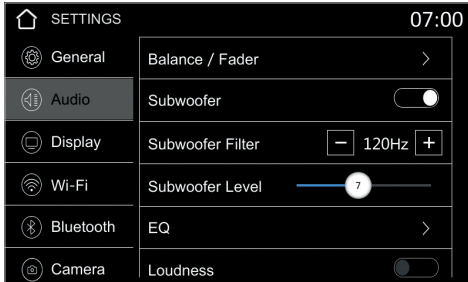 SETTINGS 07:00
General
Audio
Display
Wi-Fi
Bluetooth
Camera
Balance / Fader >
Subwoofer
Subwoofer Filter − 120Hz +
Subwoofer Level 7
EQ >
Loudness